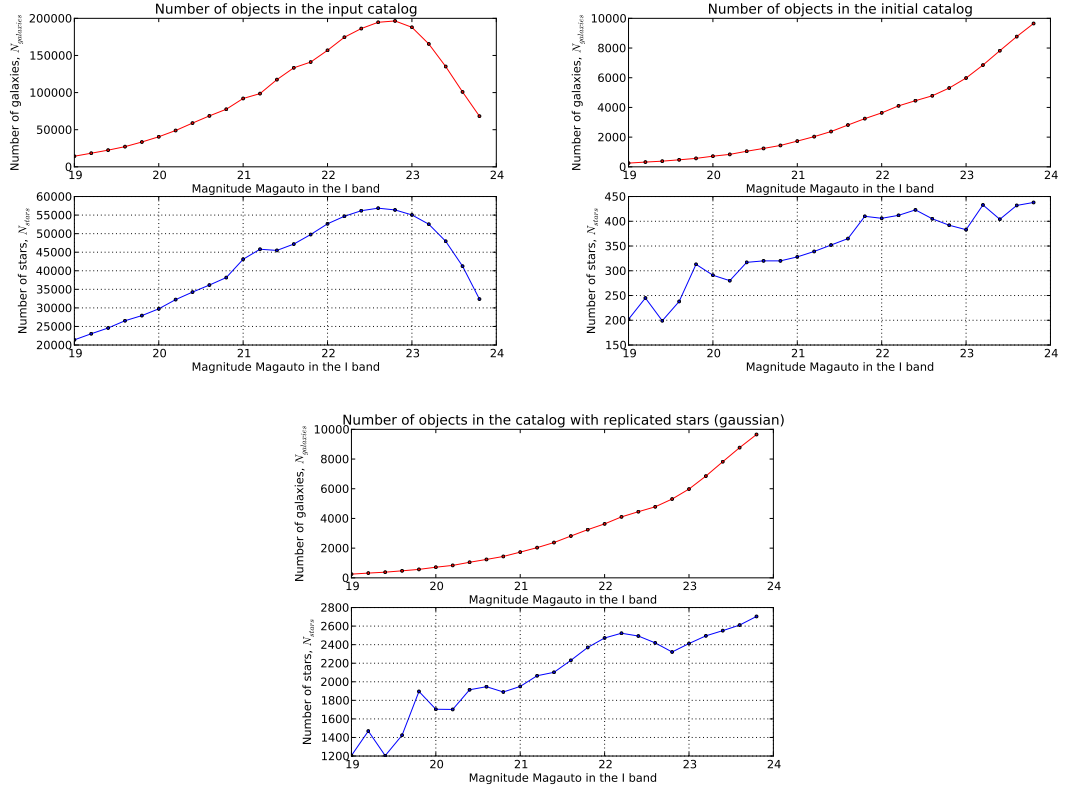 Number of objects in the input catalog
Number of galaxies, N_galaxies
200000
150000
100000
50000
0
19 20 21 22 23 24
Magnitude Magauto in the I band
Number of stars, N_stars
60000
55000
50000
45000
40000
35000
30000
25000
20000
19 20 21 22 23 24
Magnitude Magauto in the I band
Number of objects in the initial catalog
Number of galaxies, N_galaxies
10000
8000
6000
4000
2000
0
19 20 21 22 23 24
Magnitude Magauto in the I band
Number of stars, N_stars
450
400
350
300
250
200
150
19 20 21 22 23 24
Magnitude Magauto in the I band
Number of objects in the catalog with replicated stars (gaussian)
Number of galaxies, N_galaxies
10000
8000
6000
4000
2000
0
19 20 21 22 23 24
Magnitude Magauto in the I band
Number of stars, N_stars
2800
2600
2400
2200
2000
1800
1600
1400
1200
19 20 21 22 23 24
Magnitude Magauto in the I band